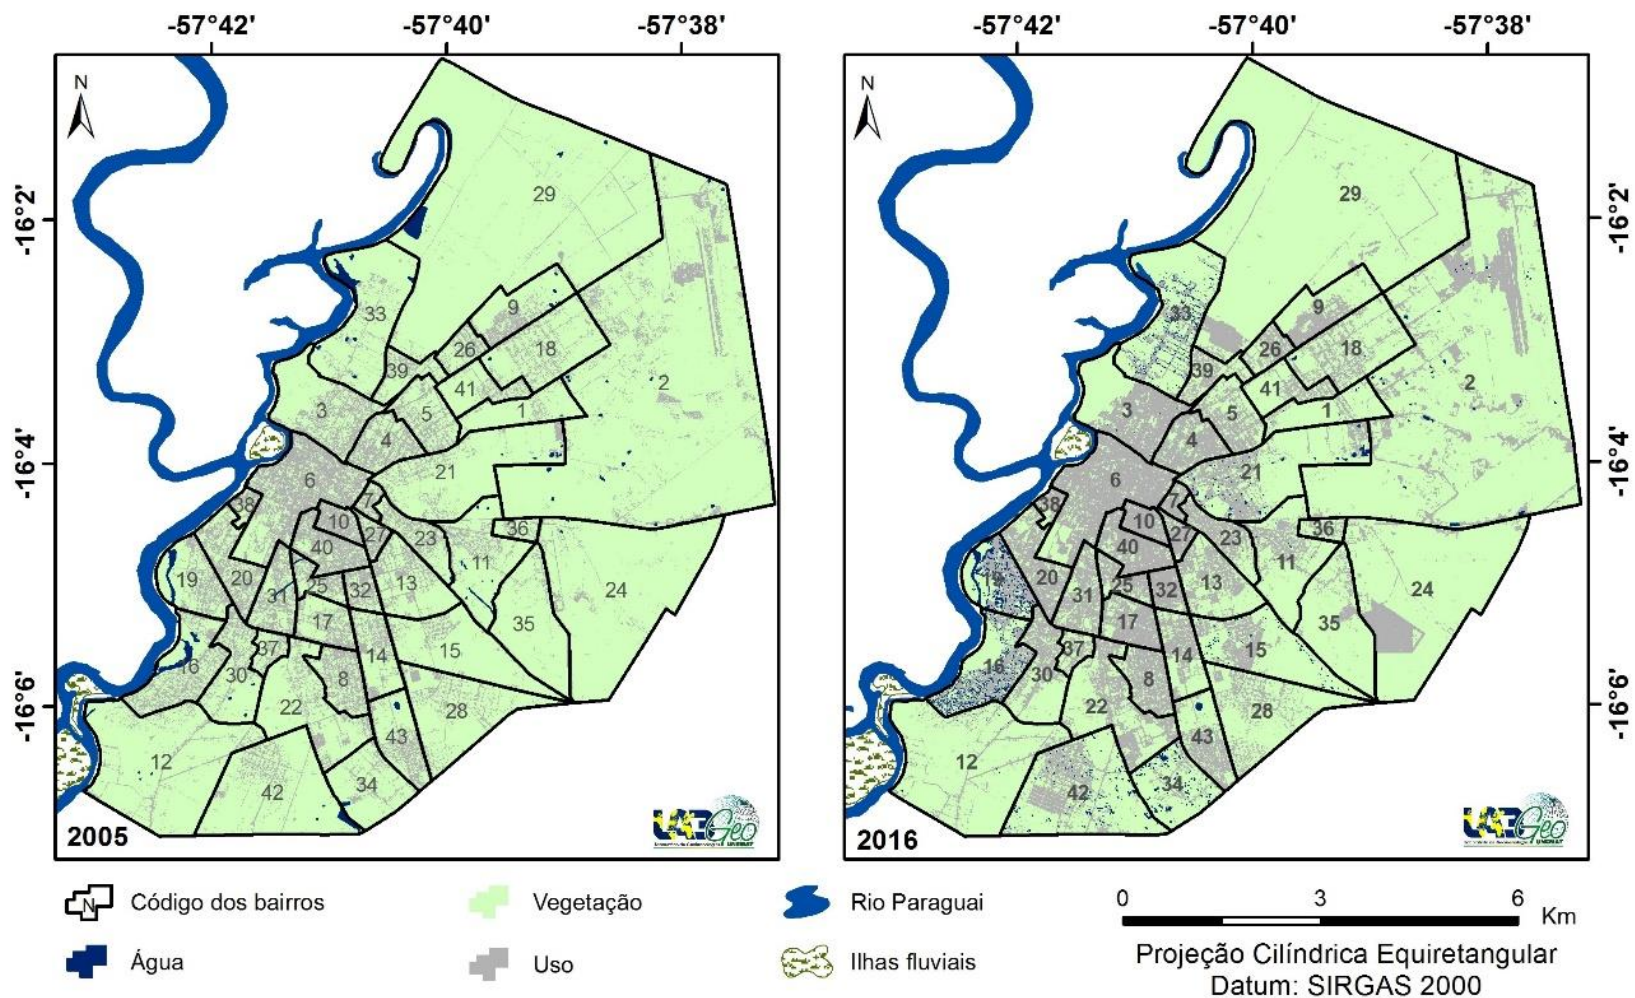 -57°42' -57°40' -57°38' -57°42' -57°40' -57°38'
N N
-16°2' 29 29 -16°2'
33 9 33 9
26 18 26 18
39 39
41 2 41 2
3 5 1 3 5 1
4 4
-16°4' 21 21 -16°4'
6 6
38 7 38 7
10 36 10 36
27 23 27 23
40 11 40 11
19 20 25 13 19 20 25 13
31 32 24 31 32 24
17 35 17 35
37 15 37 15
16 30 14 16 30 14
8 8
-16°6' 22 28 22 28 -16°6'
43 43
12 12
42 34 42 34
2005 Geo 2016 Geo
UNEMAT UNEMAT
N Código dos bairros Vegetação Rio Paraguai 0 3 6
Km
Água Uso Ilhas fluviais Projeção Cilíndrica Equiretangular
Datum: SIRGAS 2000